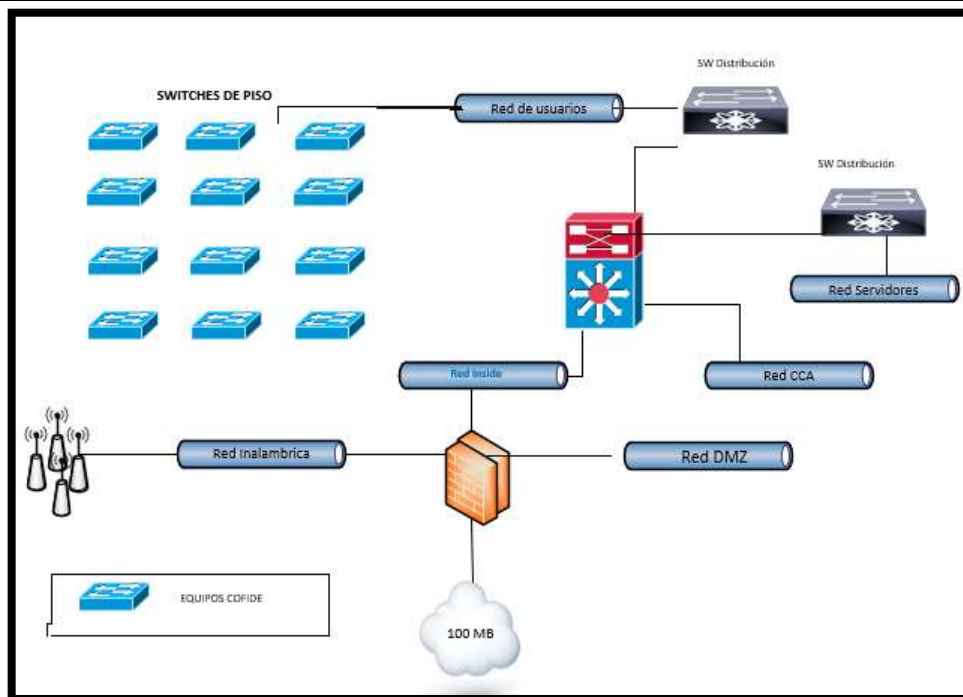 SW Distribución
SWITCHES DE PISO
Red de usuarios
SW Distribución
Red Servidores
Red Inside
Red CCA
Red Inalambrica
Red DMZ
EQUIPOS COFIDE
100 MB